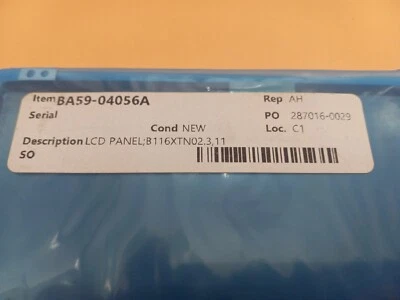 Item BA59-04056A Rep AH
Serial PO 287016-0029
Cond NEW Loc. C1
Description LCD PANEL;B116XTN02.3,11
SO